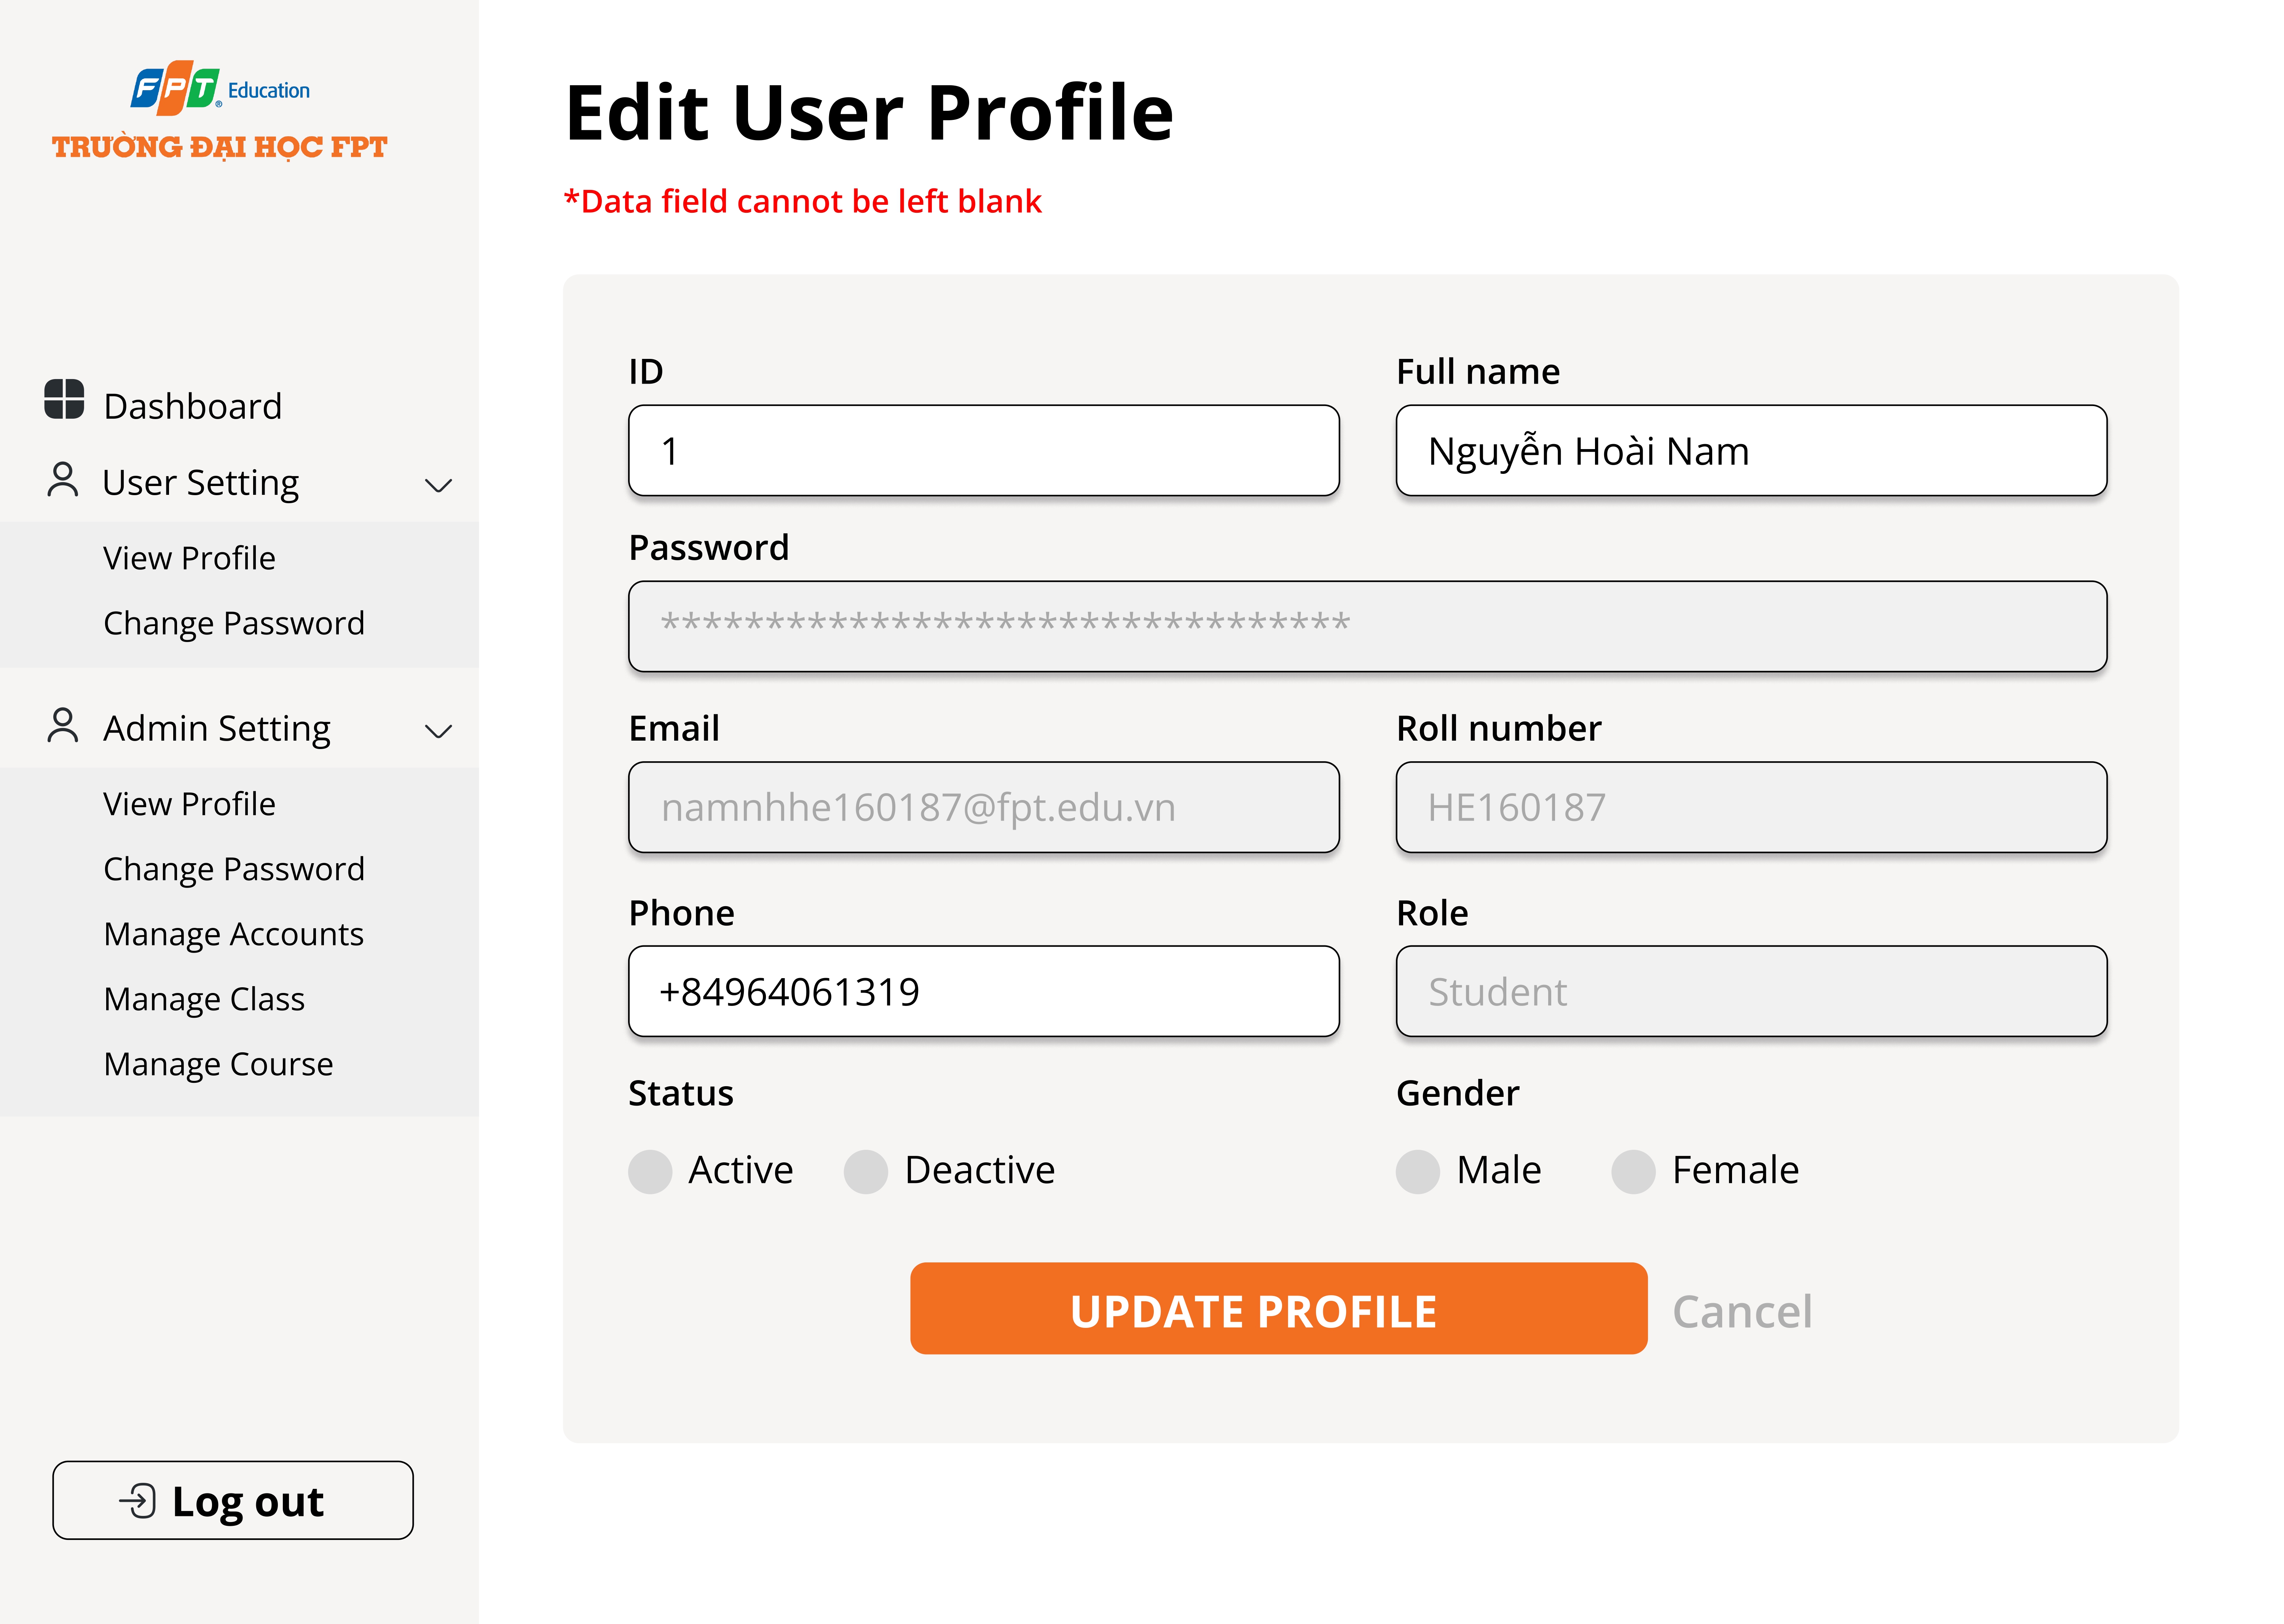 FPT® Education
TRƯỜNG ĐẠI HỌC FPT
Dashboard
User Setting
View Profile
Change Password
Admin Setting
View Profile
Change Password
Manage Accounts
Manage Class
Manage Course
Log out
Edit User Profile
*Data field cannot be left blank
ID
1
Full name
Nguyễn Hoài Nam
Password
*********************************
Email
namnhhe160187@fpt.edu.vn
Roll number
HE160187
Phone
+84964061319
Role
Student
Status
Active Deactive
Gender
Male Female
UPDATE PROFILE
Cancel